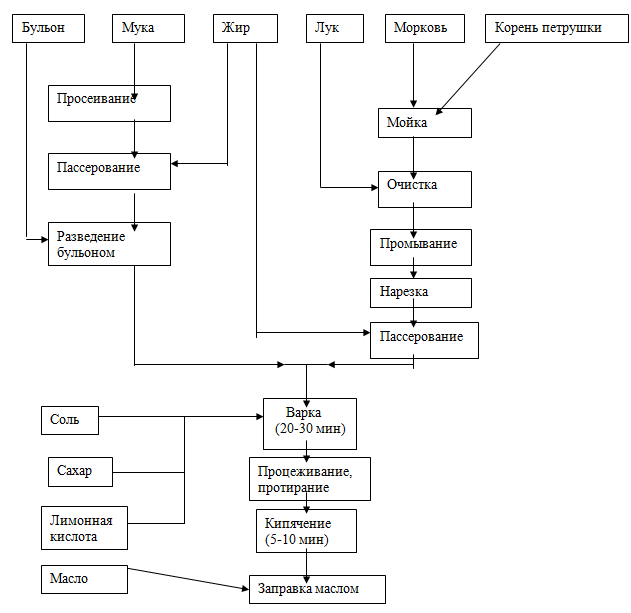 Бульон
Мука
Жир
Лук
Морковь
Корень петрушки
Просеивание
Мойка
Пассерование
Очистка
Разведение
бульоном
Промывание
Нарезка
Пассерование
Соль
Варка
(20-30 мин)
Сахар
Процеживание,
протирание
Лимонная
кислота
Кипячение
(5-10 мин)
Масло
Заправка маслом